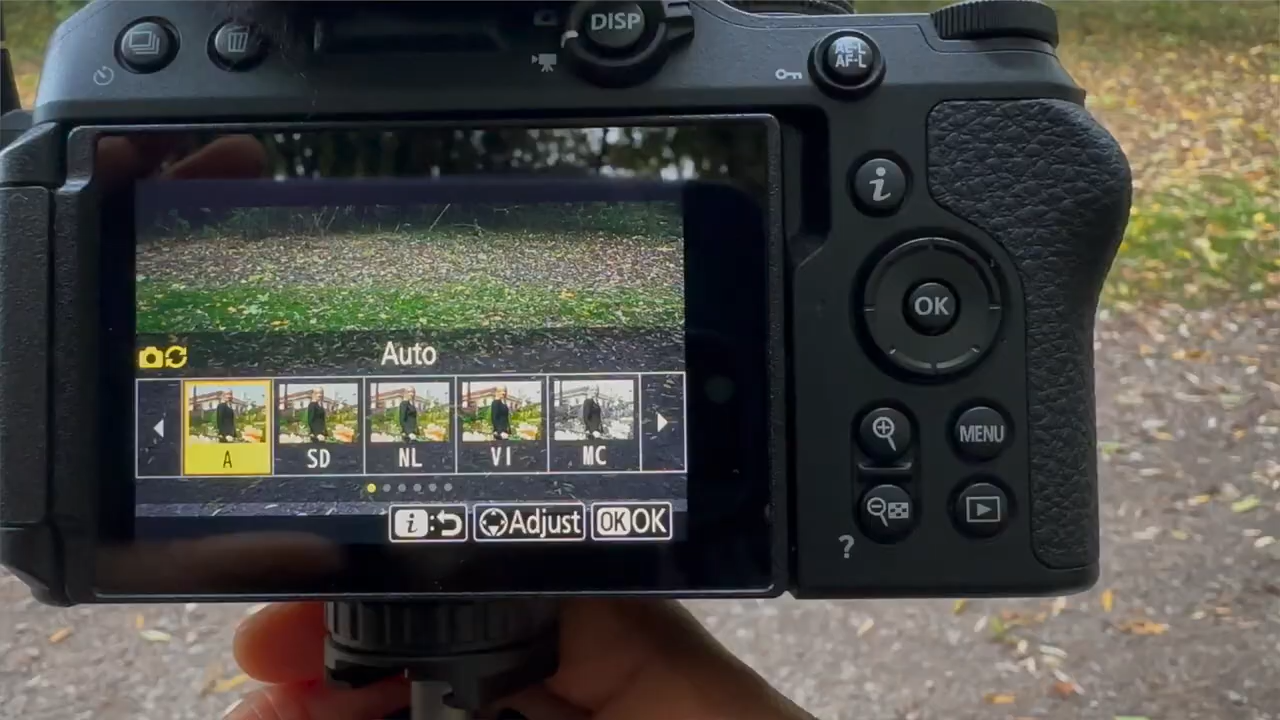 DISP
AE-L
AF-L
i
OK
Auto
A SD NL VI MC
MENU
i : Adjust OK OK
?